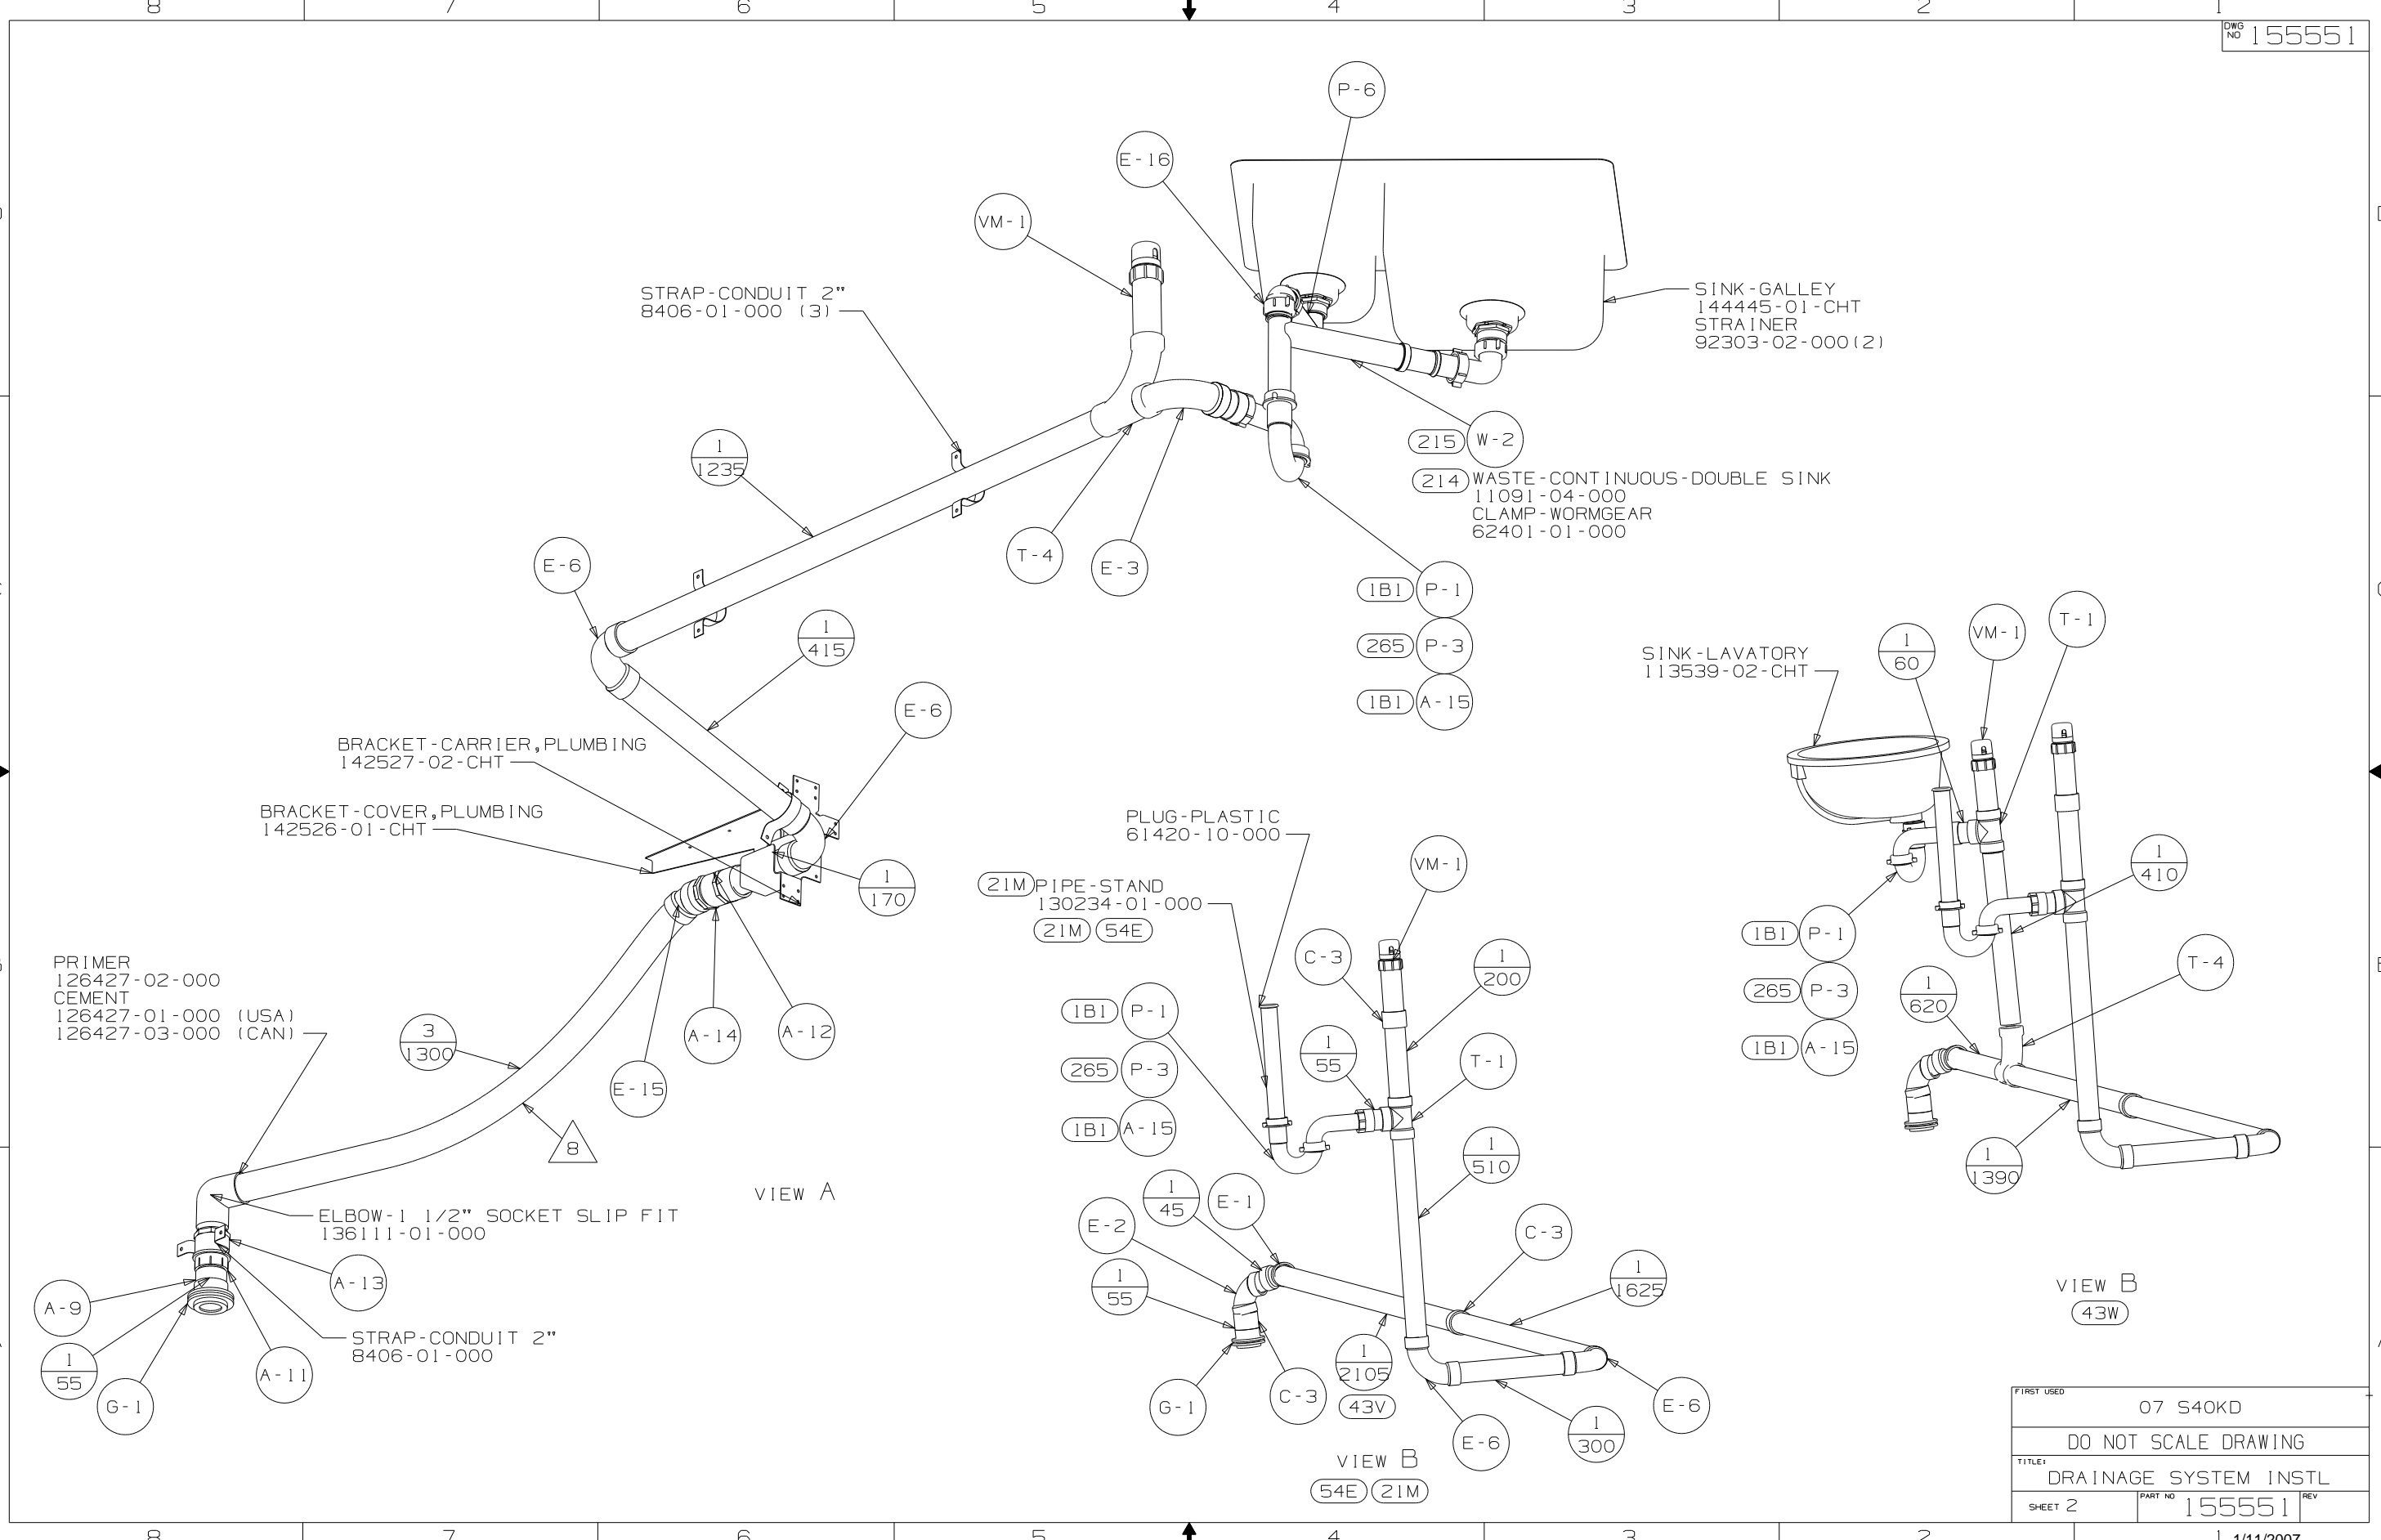 8 7 6 5 4 3 2 1
DWG NO 155551
P-6
E-16
VM-1
STRAP-CONDUIT 2"
8406-01-000 (3)
SINK-GALLEY
144445-01-CHT
STRAINER
92303-02-000(2)
D
1
1235
215 W-2
214 WASTE-CONTINUOUS-DOUBLE SINK
11091-04-000
CLAMP-WORMGEAR
62401-01-000
E-6
T-4
E-3
1B1 P-1
265 P-3
1B1 A-15
1
415
E-6
BRACKET-CARRIER,PLUMBING
142527-02-CHT
BRACKET-COVER,PLUMBING
142526-01-CHT
1
170
PRIMER
126427-02-000
CEMENT
126427-01-000 (USA)
126427-03-000 (CAN)
3
1300
E-15
A-14
A-12
8
VIEW A
ELBOW-1 1/2" SOCKET SLIP FIT
136111-01-000
A-13
A-9
STRAP-CONDUIT 2"
8406-01-000
1
55
A-11
G-1
PLUG-PLASTIC
61420-10-000
21M PIPE-STAND
130234-01-000
21M 54E
VM-1
C-3
1
200
1B1 P-1
265 P-3
1B1 A-15
1
55
T-1
1
510
1
45
E-1
E-2
C-3
1
55
1
1625
1
2105
43V
G-1
C-3
E-6
1
300
E-6
VIEW B
54E 21M
SINK-LAVATORY
113539-02-CHT
1
60
VM-1
T-1
1
410
1B1 P-1
265 P-3
1B1 A-15
1
620
T-4
1
1390
VIEW B
43W
FIRST USED
07 S40KD
DO NOT SCALE DRAWING
TITLE:
DRAINAGE SYSTEM INSTL
SHEET 2 PART NO 155551 REV
8 7 6 5 4 3 2 1
1/11/2007